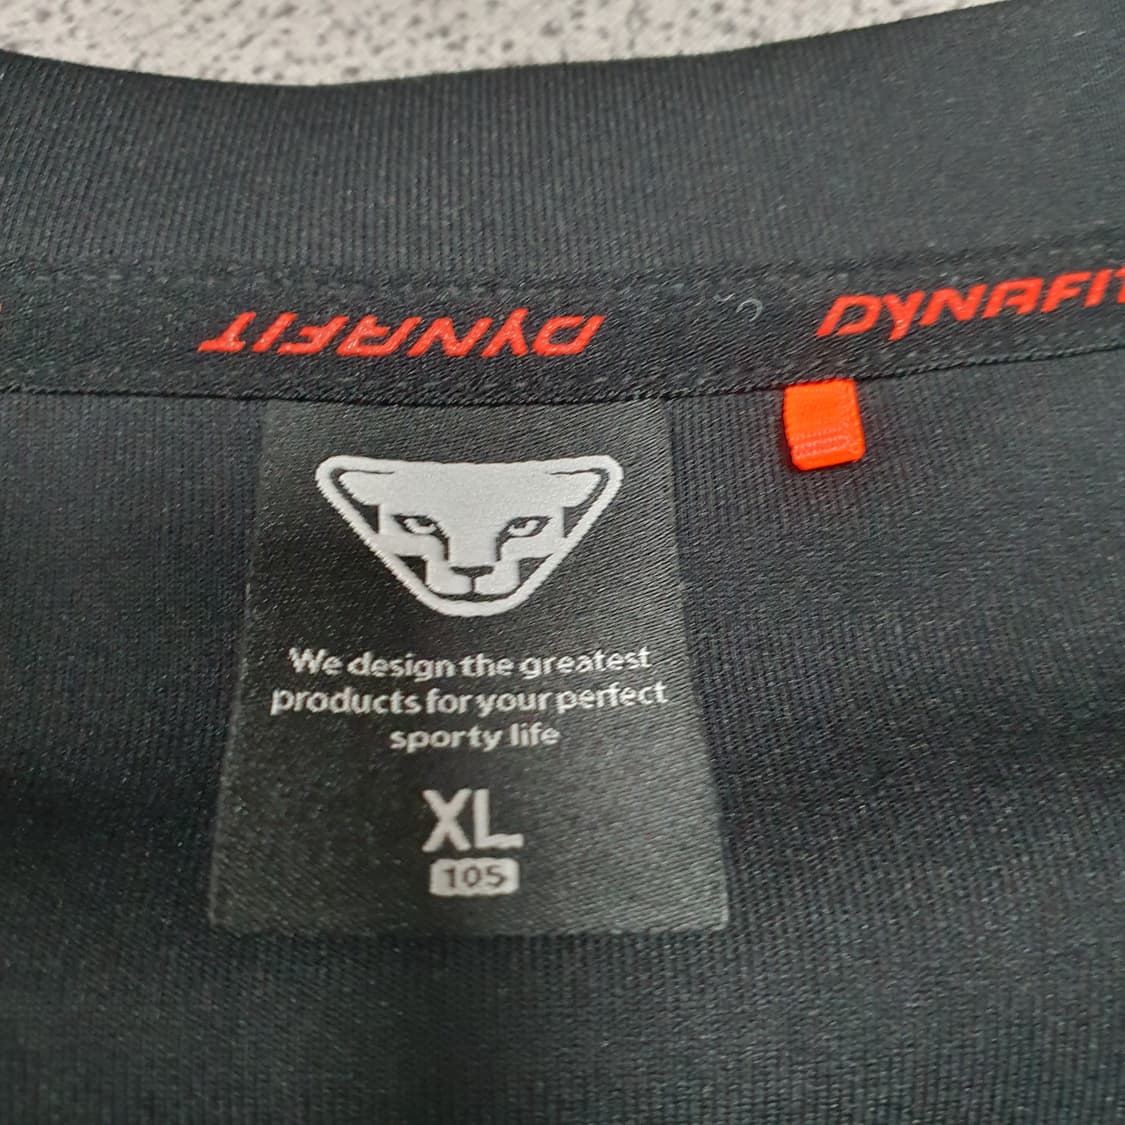 DYNAFIT
DYNAFIT
We design the greatest
products for your perfect
sporty life
XL
105